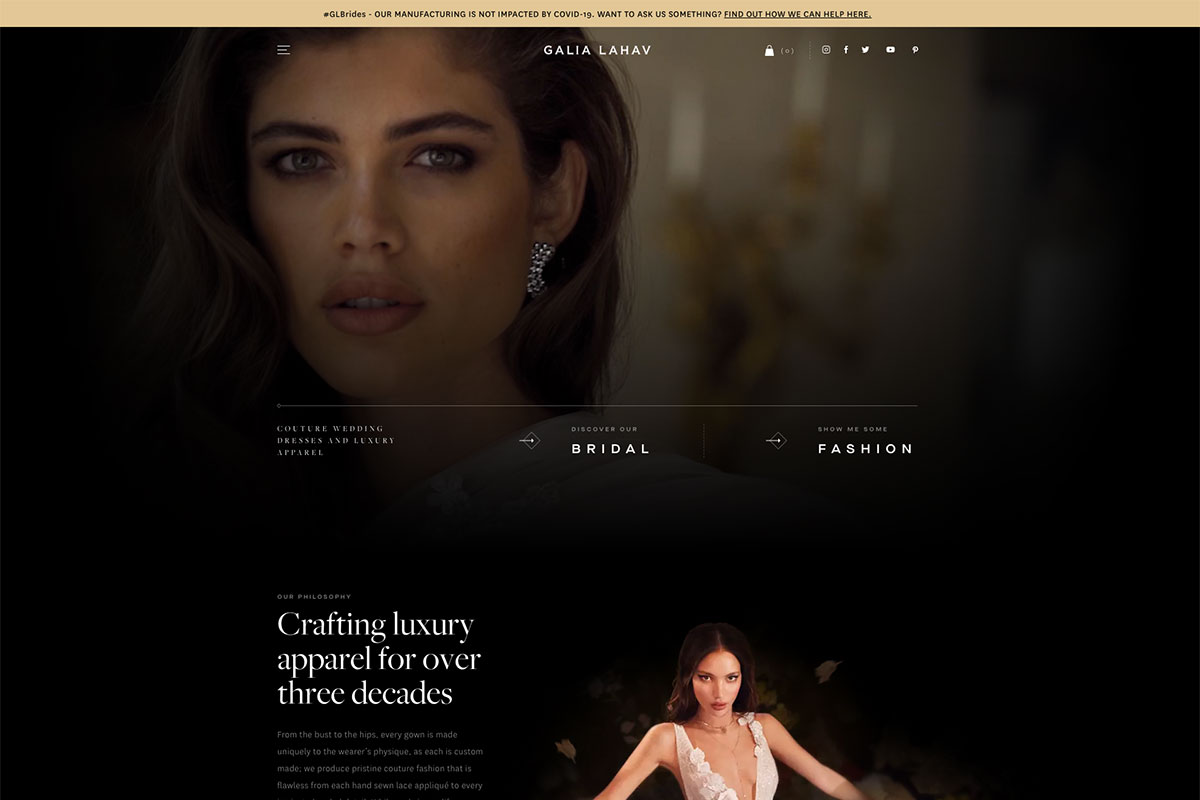 #GLBrides - OUR MANUFACTURING IS NOT IMPACTED BY COVID-19. WANT TO ASK US SOMETHING? FIND OUT HOW WE CAN HELP HERE.
GALIA LAHAV
(0)
COUTURE WEDDING
DRESSES AND LUXURY
APPAREL
DISCOVER OUR
BRIDAL
SHOW ME SOME
FASHION
OUR PHILOSOPHY
Crafting luxury
apparel for over
three decades
From the bust to the hips, every gown is made
uniquely to the wearer's physique, as each is custom
made; we produce pristine couture fashion that is
flawless from each hand sewn lace appliqué to every